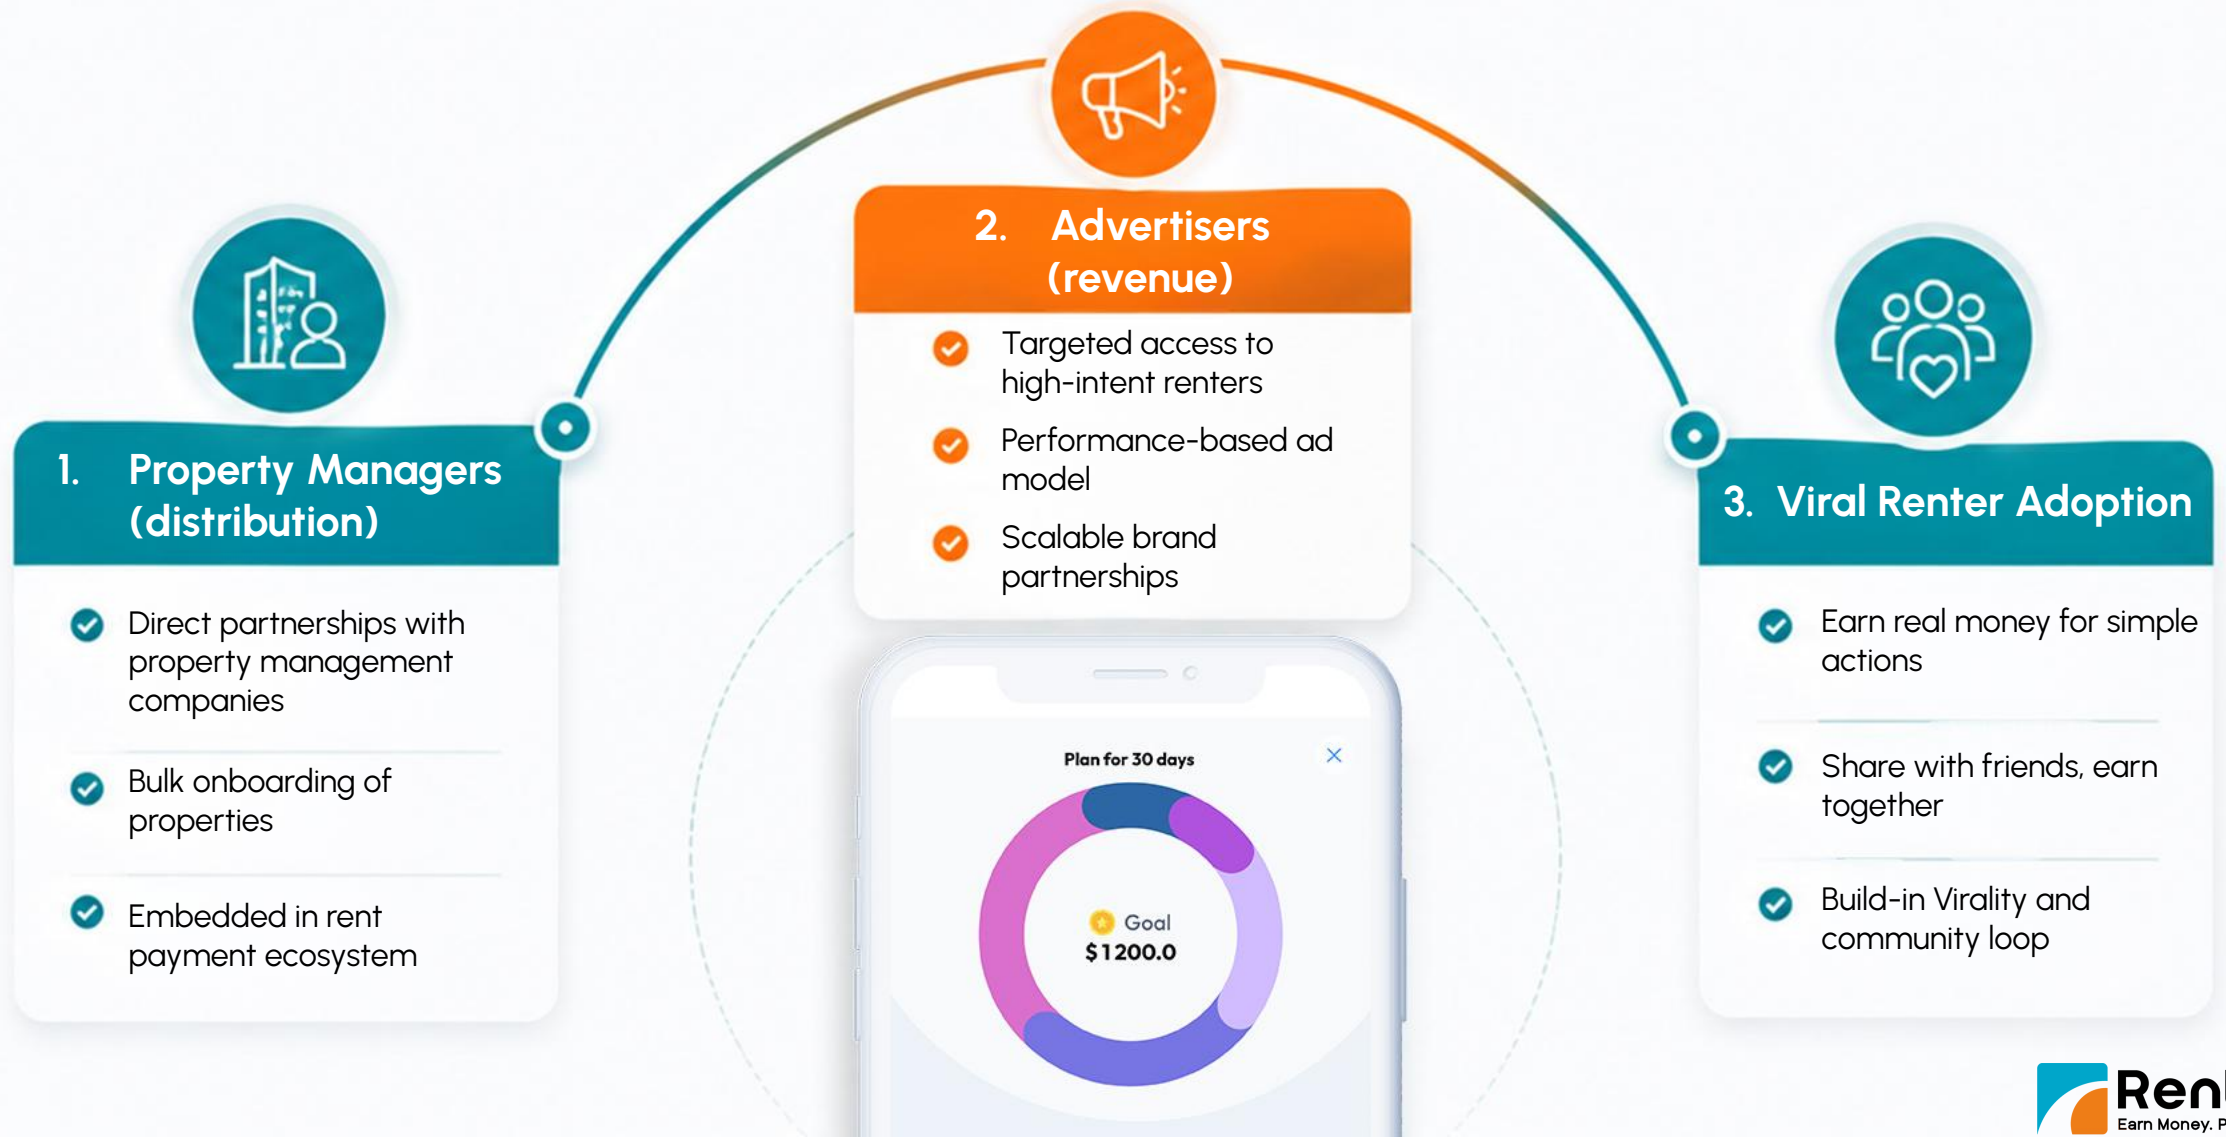 1. Property Managers
(distribution)
Direct partnerships with
property management
companies
Bulk onboarding of
properties
Embedded in rent
payment ecosystem
2. Advertisers
(revenue)
Targeted access to
high-intent renters
Performance-based ad
model
Scalable brand
partnerships
Plan for 30 days
Goal
$1200.0
3. Viral Renter Adoption
Earn real money for simple
actions
Share with friends, earn
together
Build-in Virality and
community loop
Earn Money.